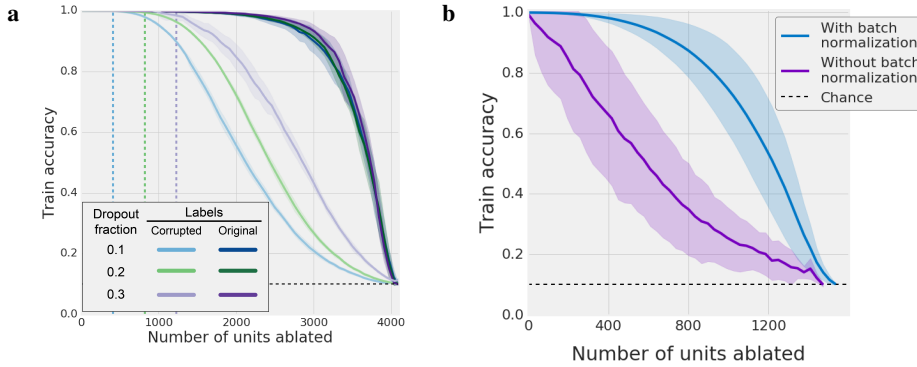 a
1.0
0.8
0.6
0.4
0.2
0.0
Train accuracy
Dropout fraction
Labels
Corrupted Original
0.1
0.2
0.3
0 1000 2000 3000 4000
Number of units ablated
b
1.0
0.8
0.6
0.4
0.2
0.0
Train accuracy
With batch
normalization
Without batch
normalization
Chance
0 400 800 1200
Number of units ablated